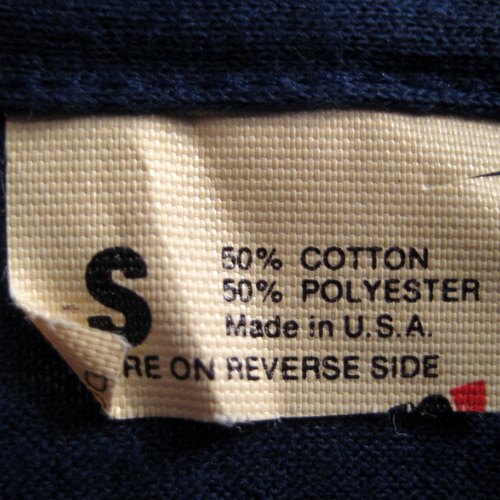 S
50% COTTON
50% POLYESTER
Made in U.S.A.
RE ON REVERSE SIDE